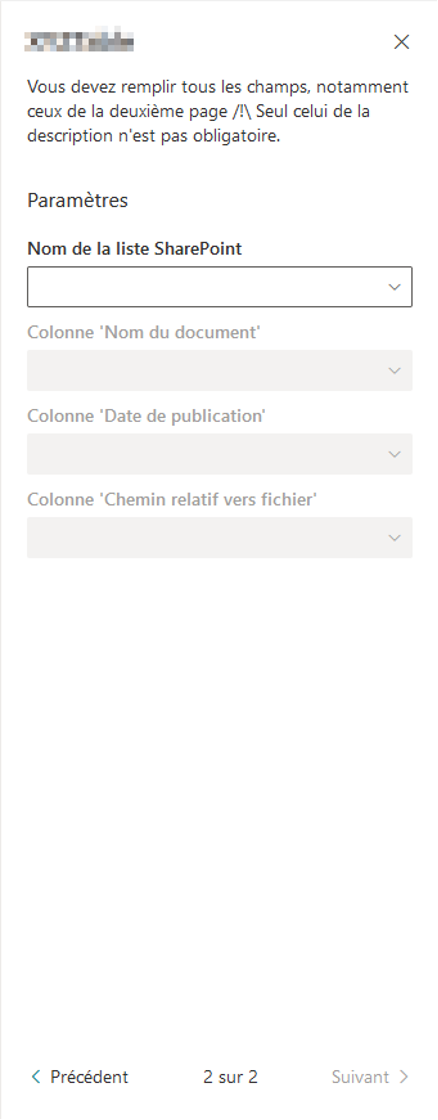 Vous devez remplir tous les champs, notamment
ceux de la deuxième page /!\ Seul celui de la
description n'est pas obligatoire.
Paramètres
Nom de la liste SharePoint
Colonne 'Nom du document'
Colonne 'Date de publication'
Colonne 'Chemin relatif vers fichier'
Précédent 2 sur 2 Suivant